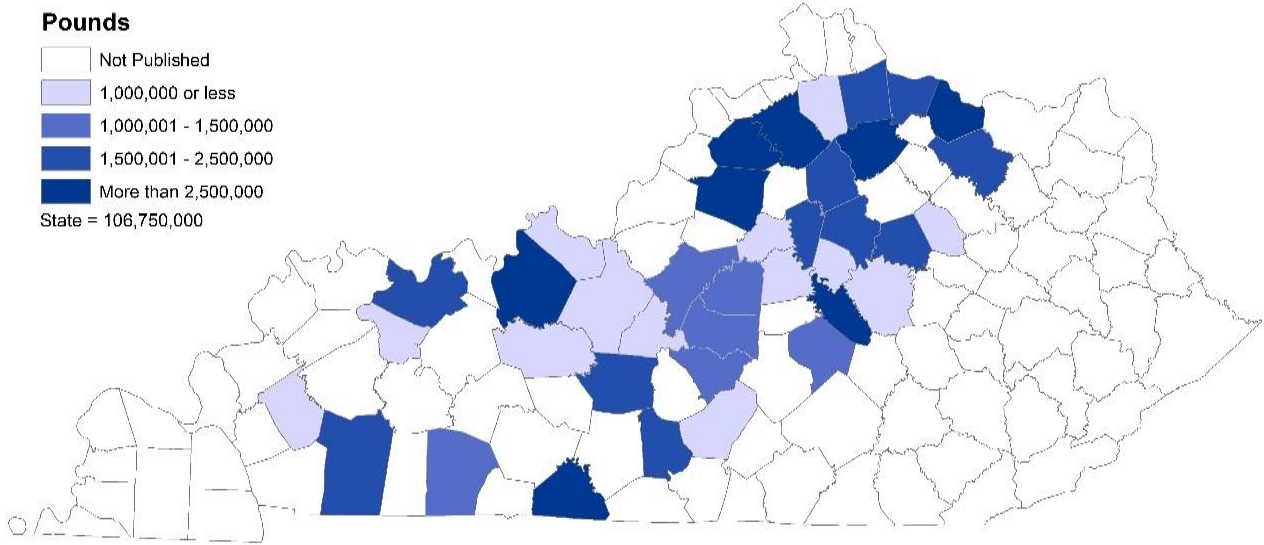 Pounds
Not Published
1,000,000 or less
1,000,001 - 1,500,000
1,500,001 - 2,500,000
More than 2,500,000
State = 106,750,000